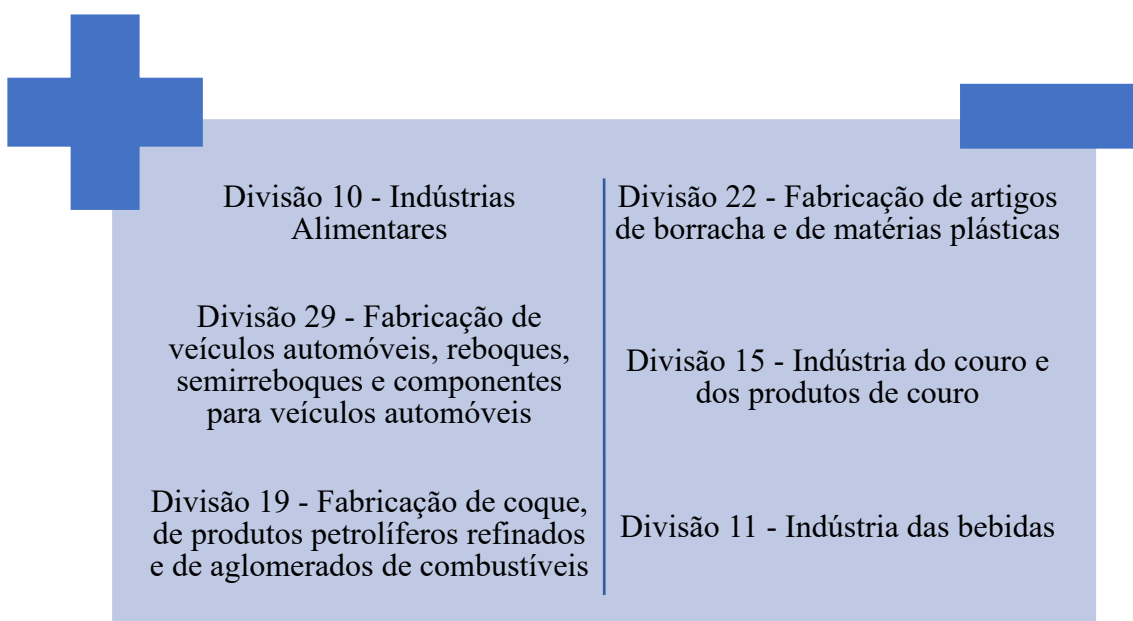 Divisão 10 - Indústrias
Alimentares
Divisão 29 - Fabricação de
veículos automóveis, reboques,
semirreboques e componentes
para veículos automóveis
Divisão 19 - Fabricação de coque,
de produtos petrolíferos refinados
e de aglomerados de combustíveis
Divisão 22 - Fabricação de artigos
de borracha e de matérias plásticas
Divisão 15 - Indústria do couro e
dos produtos de couro
Divisão 11 - Indústria das bebidas